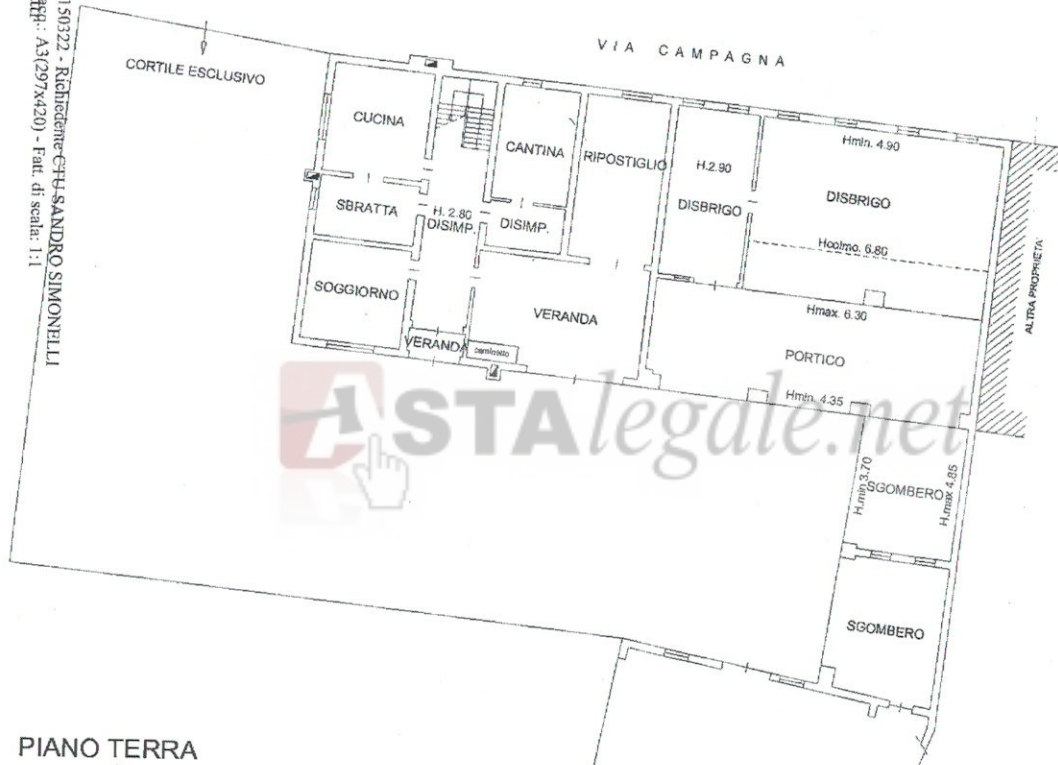 150322 - Richiedente CTU SANDRO SIMONELLI
A3(297x420) - Fatt. di scala: 1:1
VIA CAMPAGNA
CORTILE ESCLUSIVO
CUCINA
CANTINA
RIPOSTIGLIO
H.2.90
DISBRIGO
Hmin. 4.90
DISBRIGO
Hcolmo. 6.80
SBRATTA
H. 2.80
DISIMP.
DISIMP.
SOGGIORNO
VERANDA
VERANDA
caminetto
Hmax. 6.30
PORTICO
Hmin. 4.35
ALTRA PROPRIETA'
ASTAlegale.net
H.min 3.70
SGOMBERO
H.max 4.85
SGOMBERO
PIANO TERRA